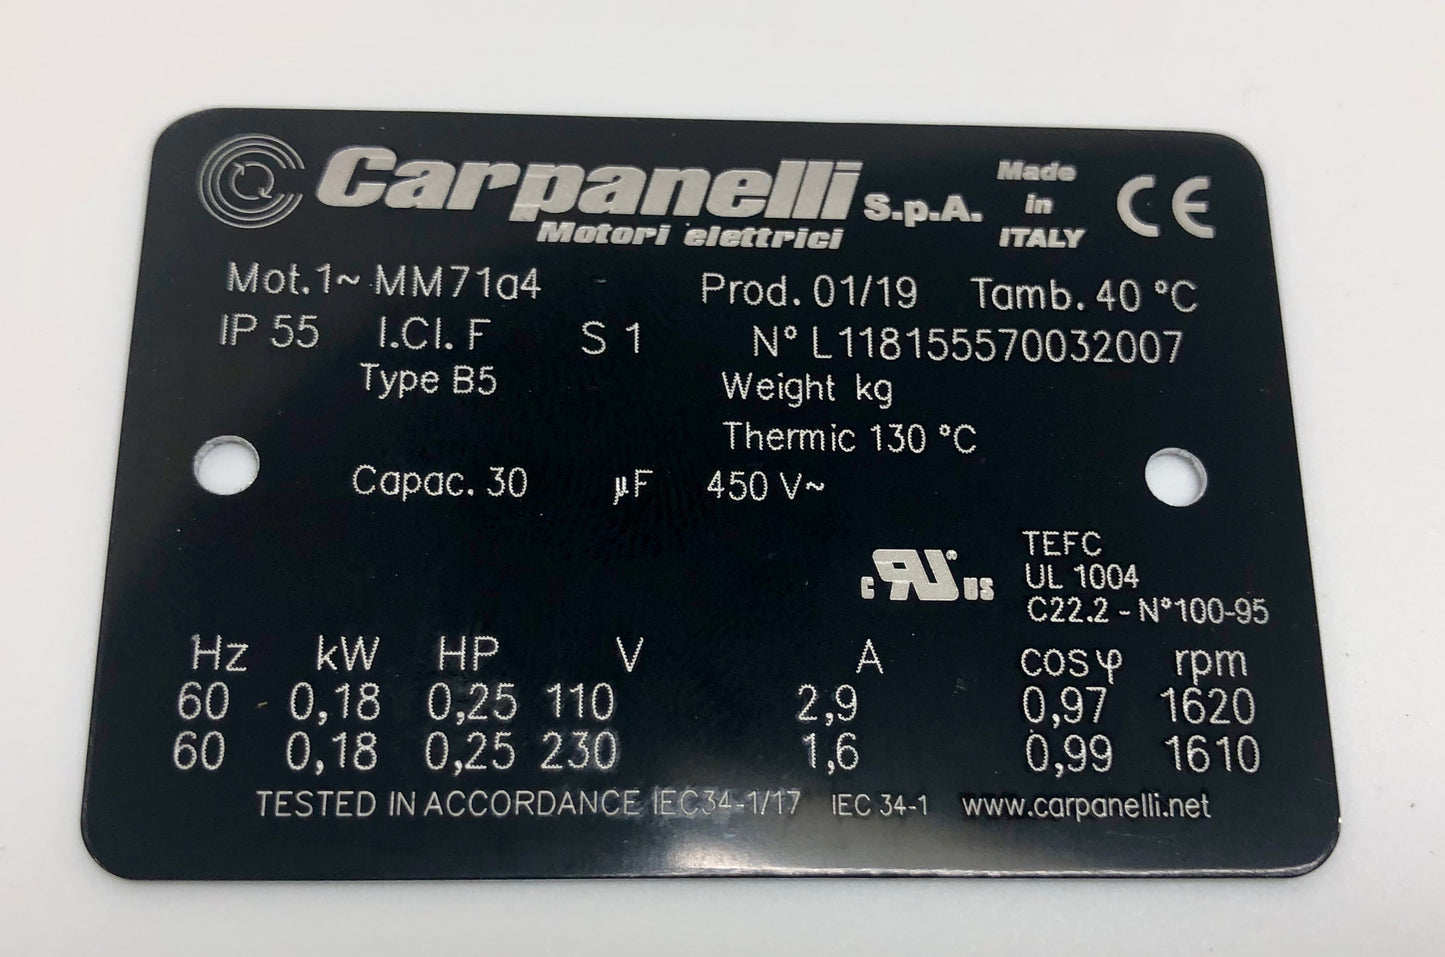 Carpanelli S.p.A.
Motori elettrici
Made
in
ITALY
CE
Mot.1~ MM71a4 Prod. 01/19 Tamb. 40 °C
IP 55 I.Cl. F S 1 N° L118155570032007
Type B5 Weight kg
Thermic 130 °C
Capac. 30 µF 450 V~
c RU ® US
TEFC
UL 1004
C22.2 - N°100-95
Hz kW HP V A cosφ rpm
60 0,18 0,25 110 2,9 0,97 1620
60 0,18 0,25 230 1,6 0,99 1610
TESTED IN ACCORDANCE IEC34-1/17 IEC 34-1 www.carpanelli.net